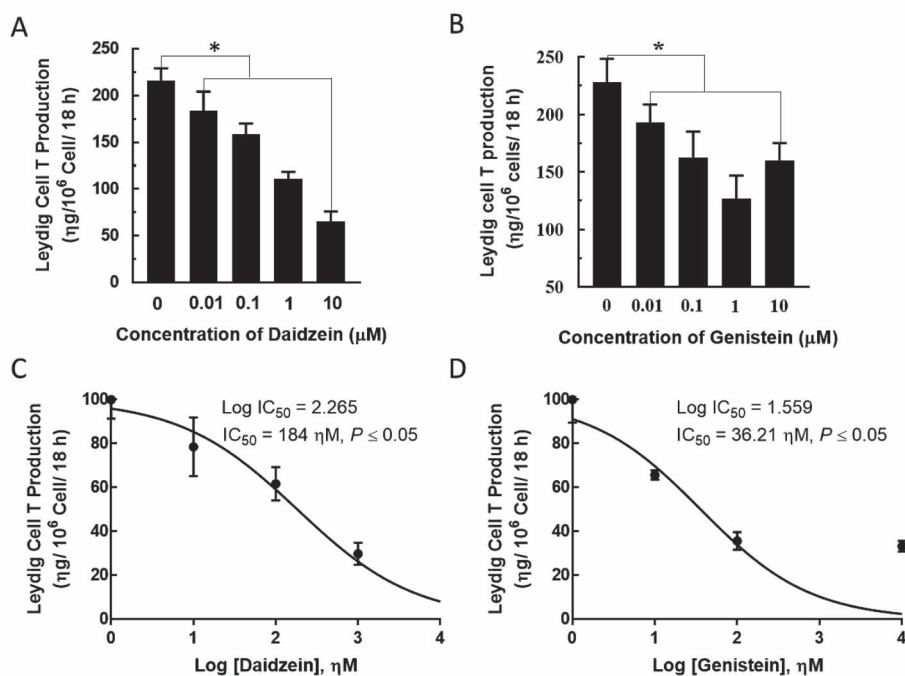 A
Leydig Cell T Production
(ηg/10⁶ Cell/ 18 h)
250
200
150
100
50
0
*
0 0.01 0.1 1 10
Concentration of Daidzein (μM)
B
Leydig cell T production
(ηg/10⁶ cells/ 18 h)
250
200
150
100
50
*
0 0.01 0.1 1 10
Concentration of Genistein (μM)
C
Leydig Cell T Production
(ηg/ 10⁶ Cell/ 18 h)
100
80
60
40
20
0
Log IC₅₀ = 2.265
IC₅₀ = 184 ηM, P ≤ 0.05
0 1 2 3 4
Log [Daidzein], ηM
D
Leydig Cell T Production
(ηg/ 10⁶ Cell/ 18 h)
100
80
60
40
20
0
Log IC₅₀ = 1.559
IC₅₀ = 36.21 ηM, P ≤ 0.05
0 1 2 3 4
Log [Genistein], ηM